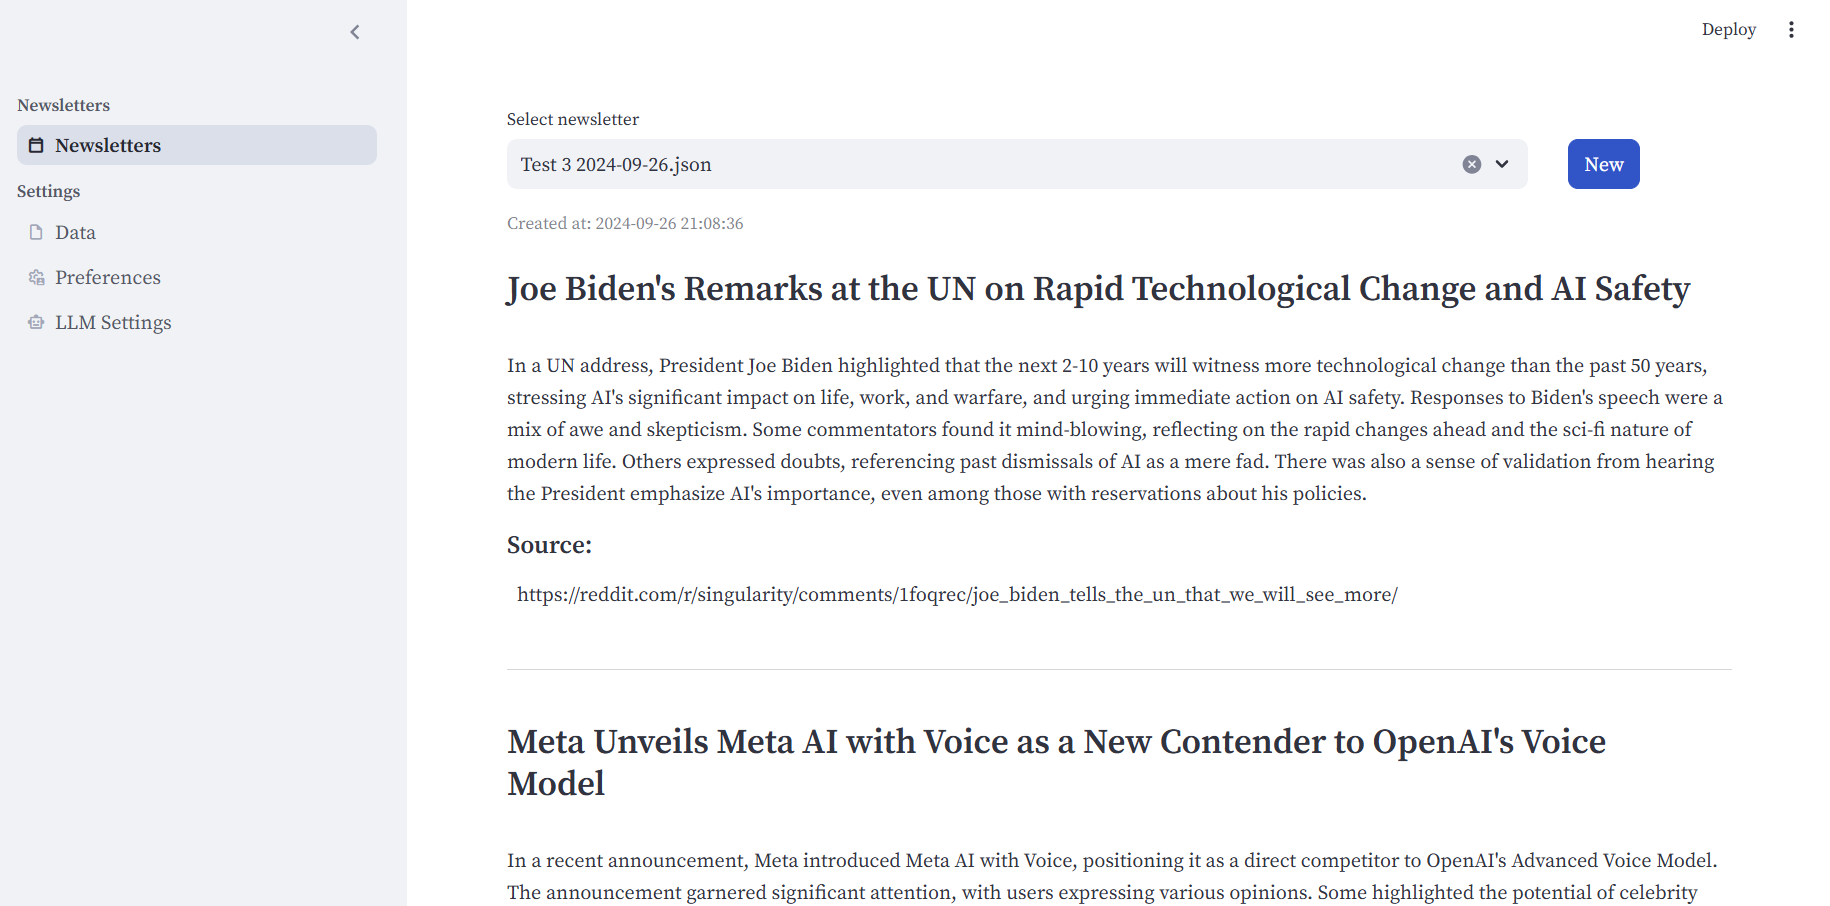 Deploy
Newsletters
Newsletters
Settings
Data
Preferences
LLM Settings
Select newsletter
Test 3 2024-09-26.json
New
Created at: 2024-09-26 21:08:36
Joe Biden's Remarks at the UN on Rapid Technological Change and AI Safety
In a UN address, President Joe Biden highlighted that the next 2-10 years will witness more technological change than the past 50 years,
stressing AI's significant impact on life, work, and warfare, and urging immediate action on AI safety. Responses to Biden's speech were a
mix of awe and skepticism. Some commentators found it mind-blowing, reflecting on the rapid changes ahead and the sci-fi nature of
modern life. Others expressed doubts, referencing past dismissals of AI as a mere fad. There was also a sense of validation from hearing
the President emphasize AI's importance, even among those with reservations about his policies.
Source:
https://reddit.com/r/singularity/comments/1foqrec/joe_biden_tells_the_un_that_we_will_see_more/
Meta Unveils Meta AI with Voice as a New Contender to OpenAI's Voice
Model
In a recent announcement, Meta introduced Meta AI with Voice, positioning it as a direct competitor to OpenAI's Advanced Voice Model.
The announcement garnered significant attention, with users expressing various opinions. Some highlighted the potential of celebrity